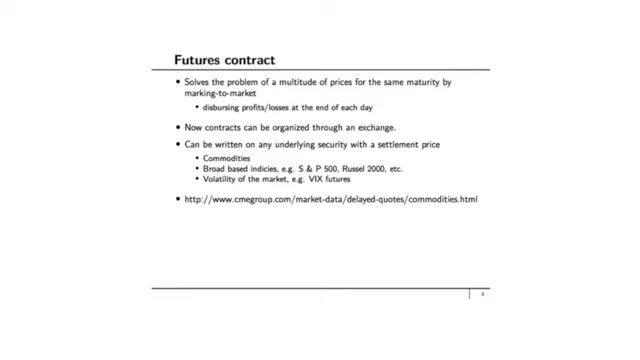 Futures contract
• Solves the problem of a multitude of prices for the same maturity by
marking-to-market
• disbursing profits/losses at the end of each day
• Now contracts can be organized through an exchange.
• Can be written on any underlying security with a settlement price
• Commodities
• Broad based indicies, e.g. S & P 500, Russel 2000, etc.
• Volatility of the market, e.g. VIX futures
• http://www.cmegroup.com/market-data/delayed-quotes/commodities.html
3